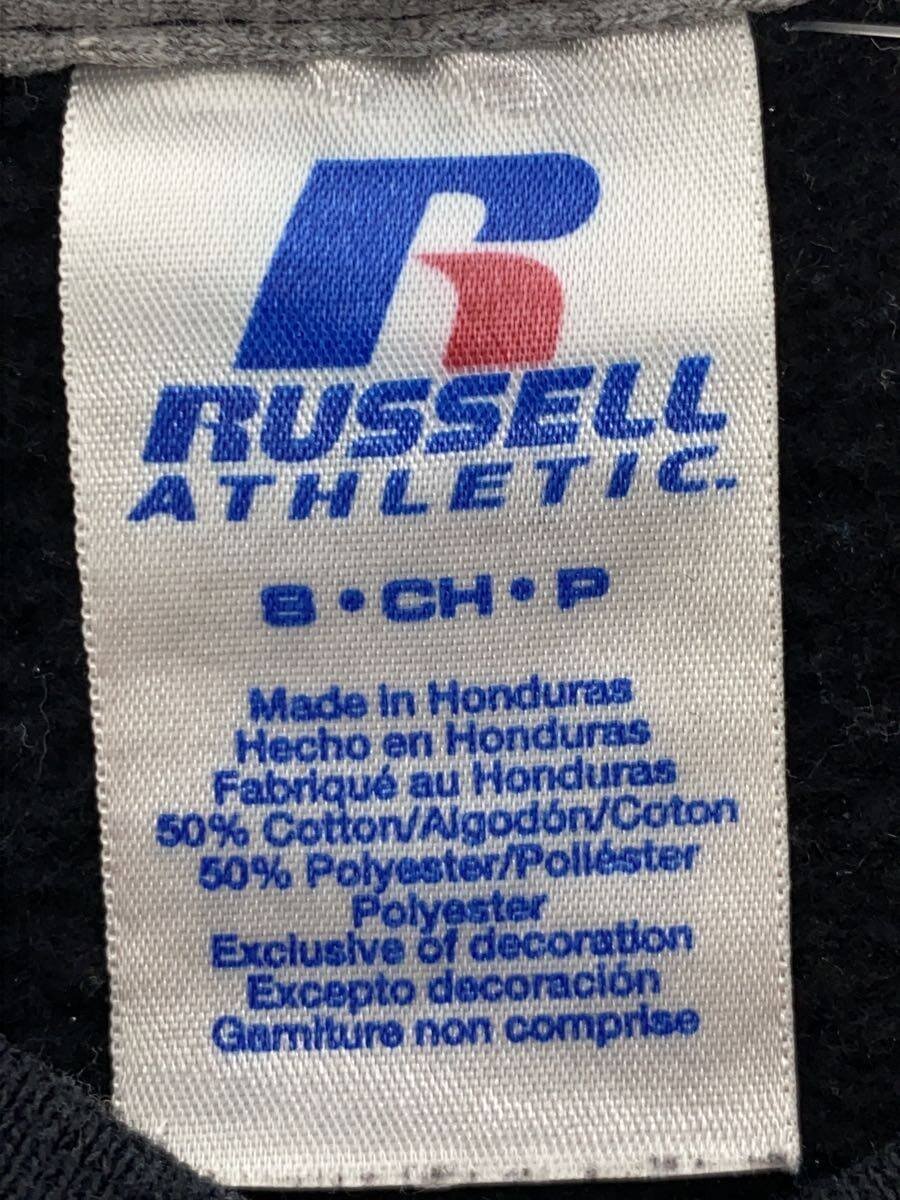 R
RUSSELL
ATHLETIC.
S • CH • P
Made in Honduras
Hecho en Honduras
Fabriqué au Honduras
50% Cotton/Algodón/Coton
50% Polyester/Poliéster
Polyester
Exclusive of decoration
Excepto decoración
Garniture non comprise